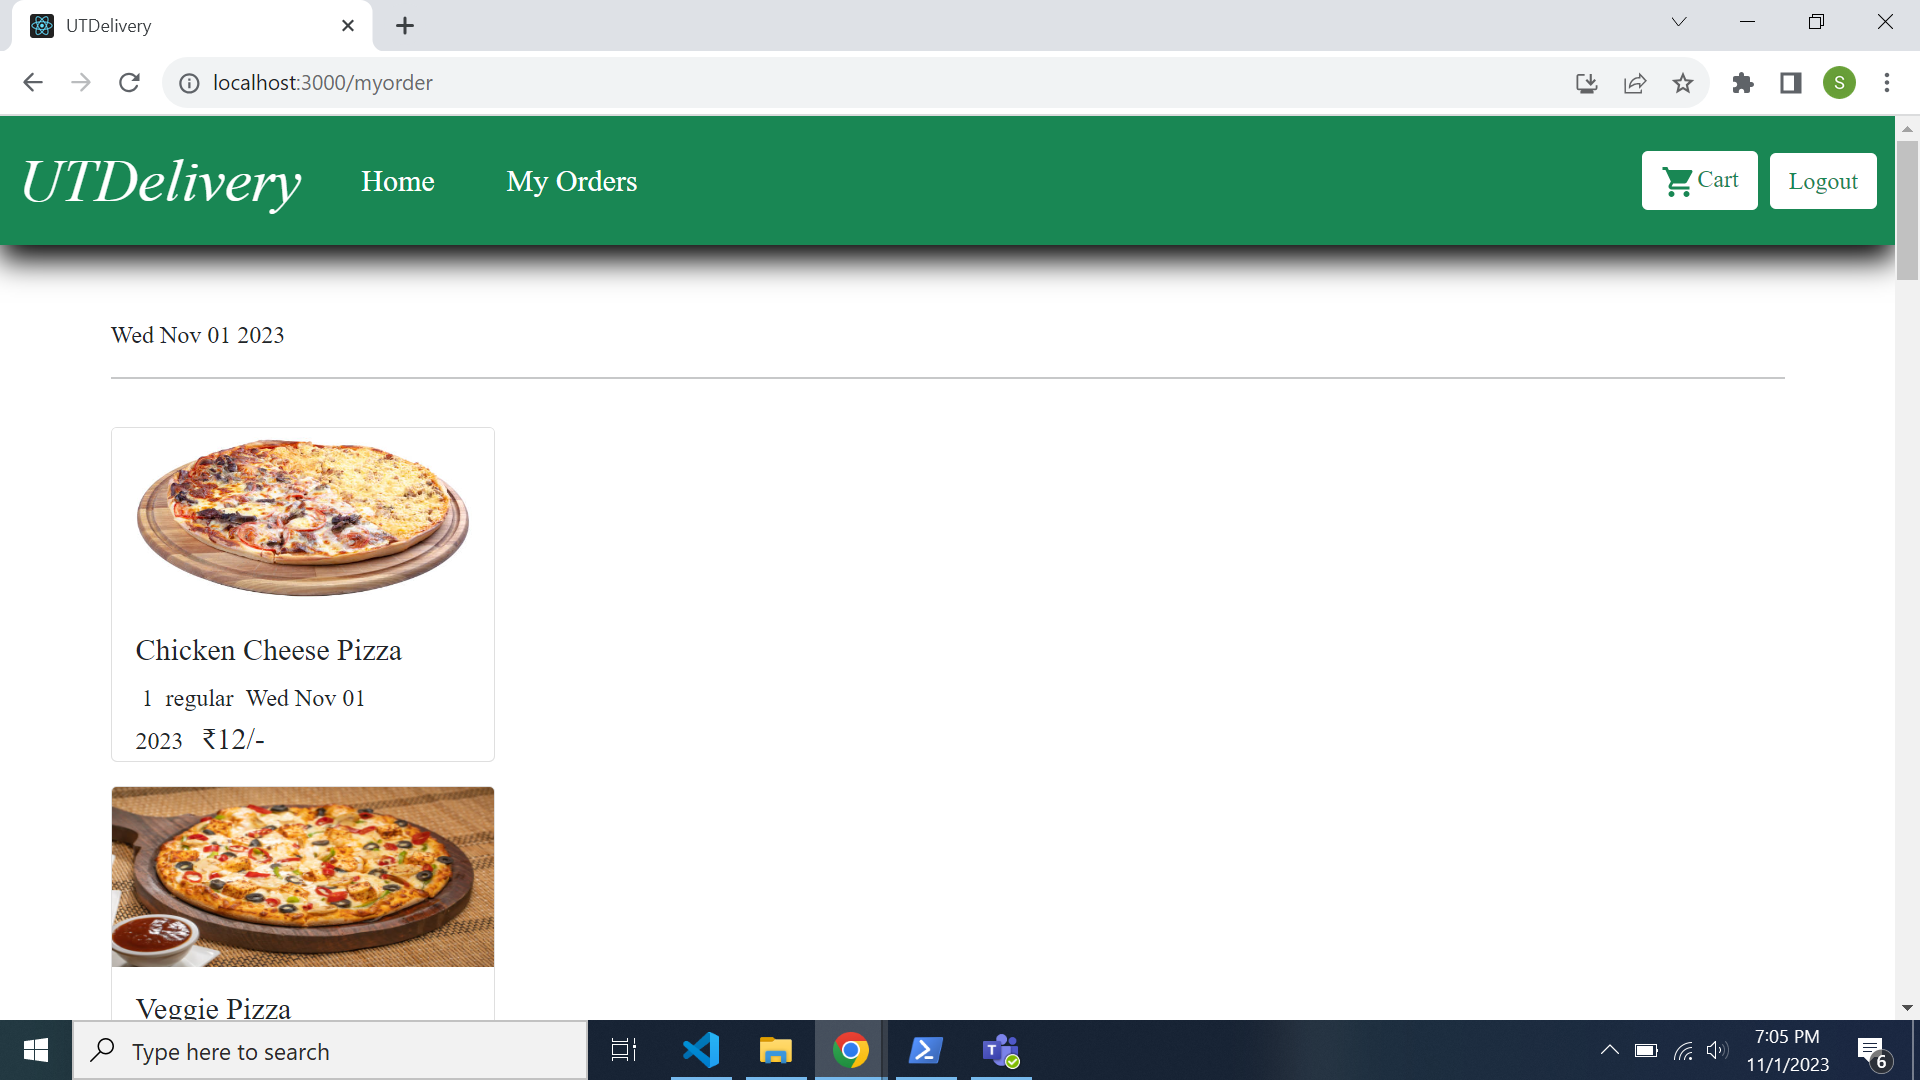 UTDelivery
localhost:3000/myorder
S
UTDelivery Home My Orders Cart Logout
Wed Nov 01 2023
Chicken Cheese Pizza
1 regular Wed Nov 01
2023 ₹12/-
Veggie Pizza
Type here to search
T
7:05 PM
11/1/2023
6